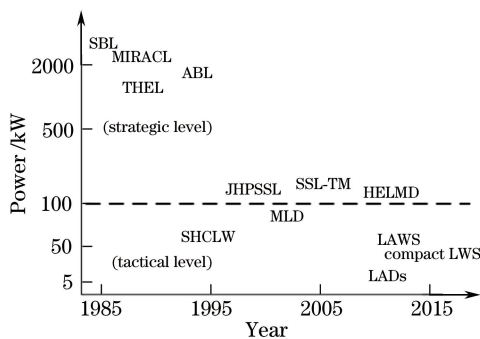 SBL
MIRACL
2000
ABL
THEL
500
(strategic level)
Power /kW
JHPSSL
SSL-TM
HELMD
100
MLD
SHCLW
LAWS
50
compact LWS
(tactical level)
LADs
5
1985
1995
2005
2015
Year